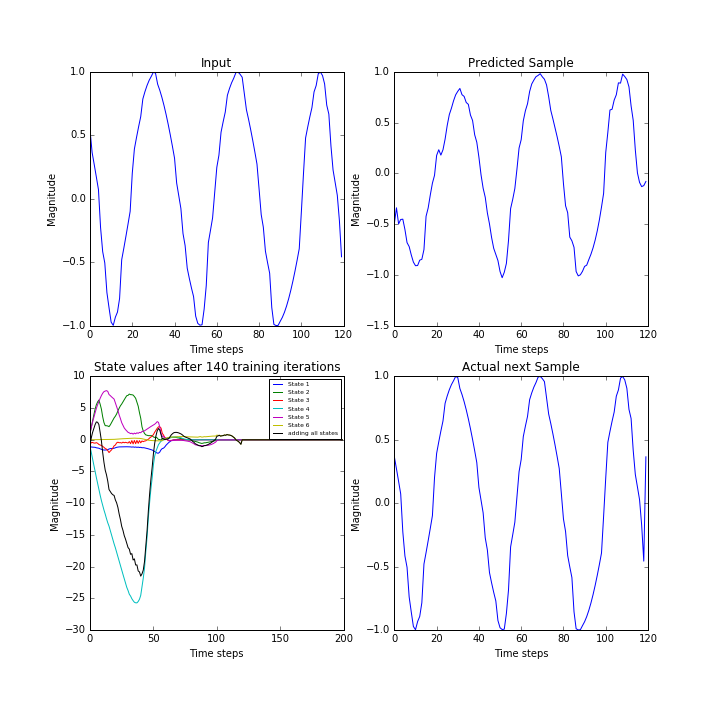 Input
1.0
0.5
0.0
−0.5
−1.0
Magnitude
0 20 40 60 80 100 120
Time steps
Predicted Sample
1.0
0.5
0.0
−0.5
−1.0
−1.5
Magnitude
0 20 40 60 80 100 120
Time steps
State values after 140 training iterations
10
5
0
−5
−10
−15
−20
−25
−30
Magnitude
0 50 100 150 200
Time steps
State 1
State 2
State 3
State 4
State 5
State 6
adding all states
Actual next Sample
1.0
0.5
0.0
−0.5
−1.0
Magnitude
0 20 40 60 80 100 120
Time steps